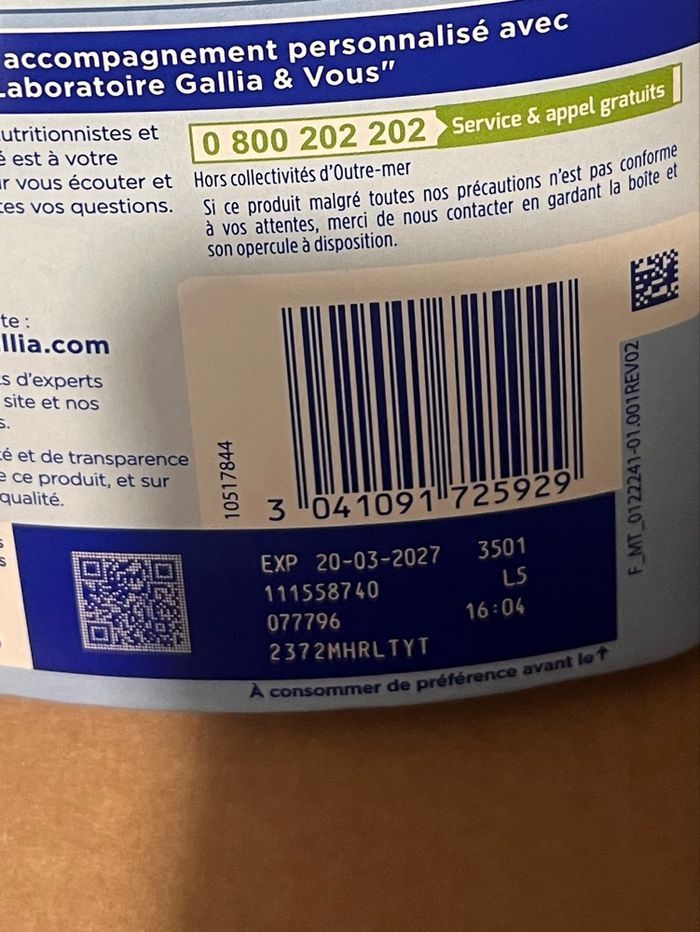 accompagnement personnalisé avec
Laboratoire Gallia & Vous"
utritionnistes et
é est à votre
r vous écouter et
tes vos questions.
0 800 202 202 Service & appel gratuits
Hors collectivités d'Outre-mer
Si ce produit malgré toutes nos précautions n'est pas conforme
à vos attentes, merci de nous contacter en gardant la boîte et
son opercule à disposition.
te :
llia.com
s d'experts
site et nos
s.
é et de transparence
e ce produit, et sur
qualité.
10517844
3 041091 725929
F_MT_0122241-01.001REV02
EXP 20-03-2027 3501
111558740 L5
077796 16:04
2372MHRLTYT
À consommer de préférence avant le